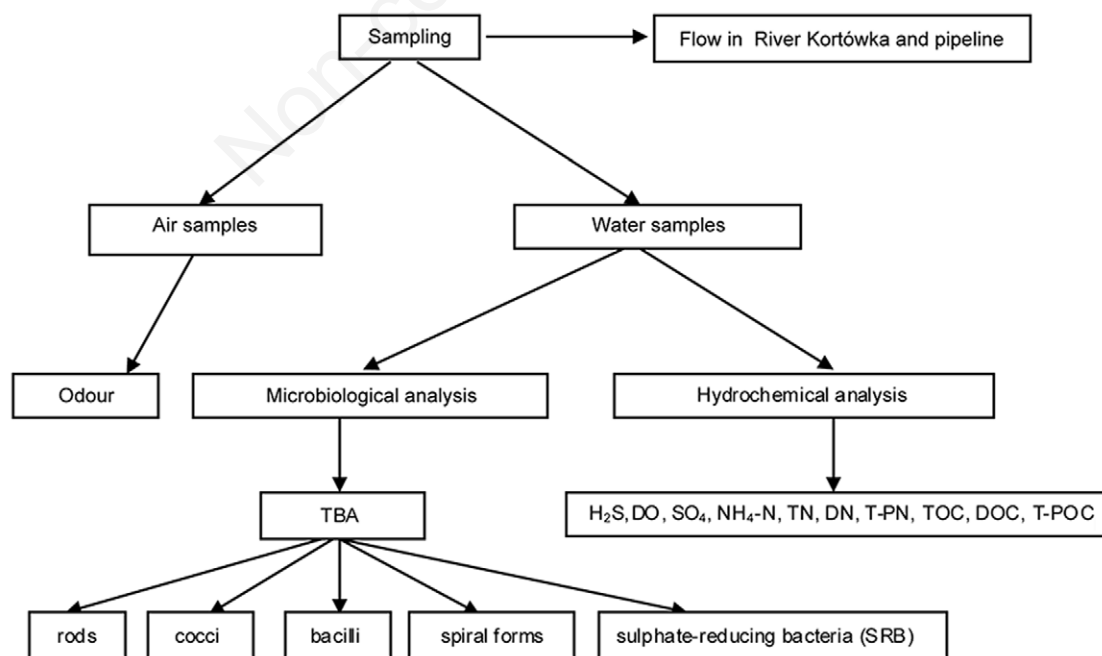 Sampling
Flow in River Kortówka and pipeline
Air samples
Water samples
Odour
Microbiological analysis
Hydrochemical analysis
TBA
H₂S, DO, SO₄, NH₄-N, TN, DN, T-PN, TOC, DOC, T-POC
rods
cocci
bacilli
spiral forms
sulphate-reducing bacteria (SRB)